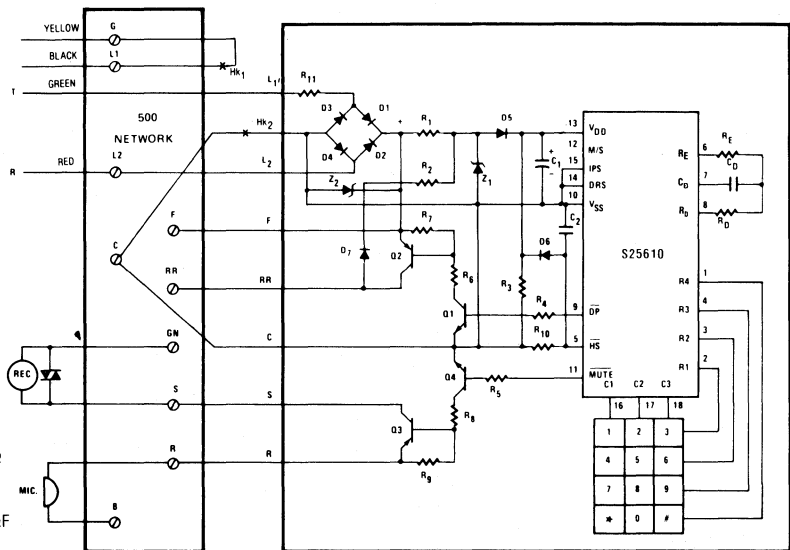 YELLOW
G
BLACK
L1
Hk1
GREEN
T
L1'
R11
500
NETWORK
Hk2
D3
D1
D4
D2
+
R1
D5
R2
Z1
Z2
L2
RED
L2
R
F
F
R7
D7
Q2
RR
RR
R6
Q1
C
C
GN
REC
S
S
Q4
R5
R8
Q3
R
R
R9
MIC.
B
+
C1
-
C2
D6
R3
R4
R10
13
VDD
12
M/S
15
IPS
14
DRS
10
VSS
S25610
9
DP
5
HS
11
MUTE
RE
6
RE
CD
CD
7
RD
8
RD
R4
1
R3
4
R2
3
R1
2
C1
C2
C3
16
17
18
1
2
3
4
5
6
7
8
9
*
0
#